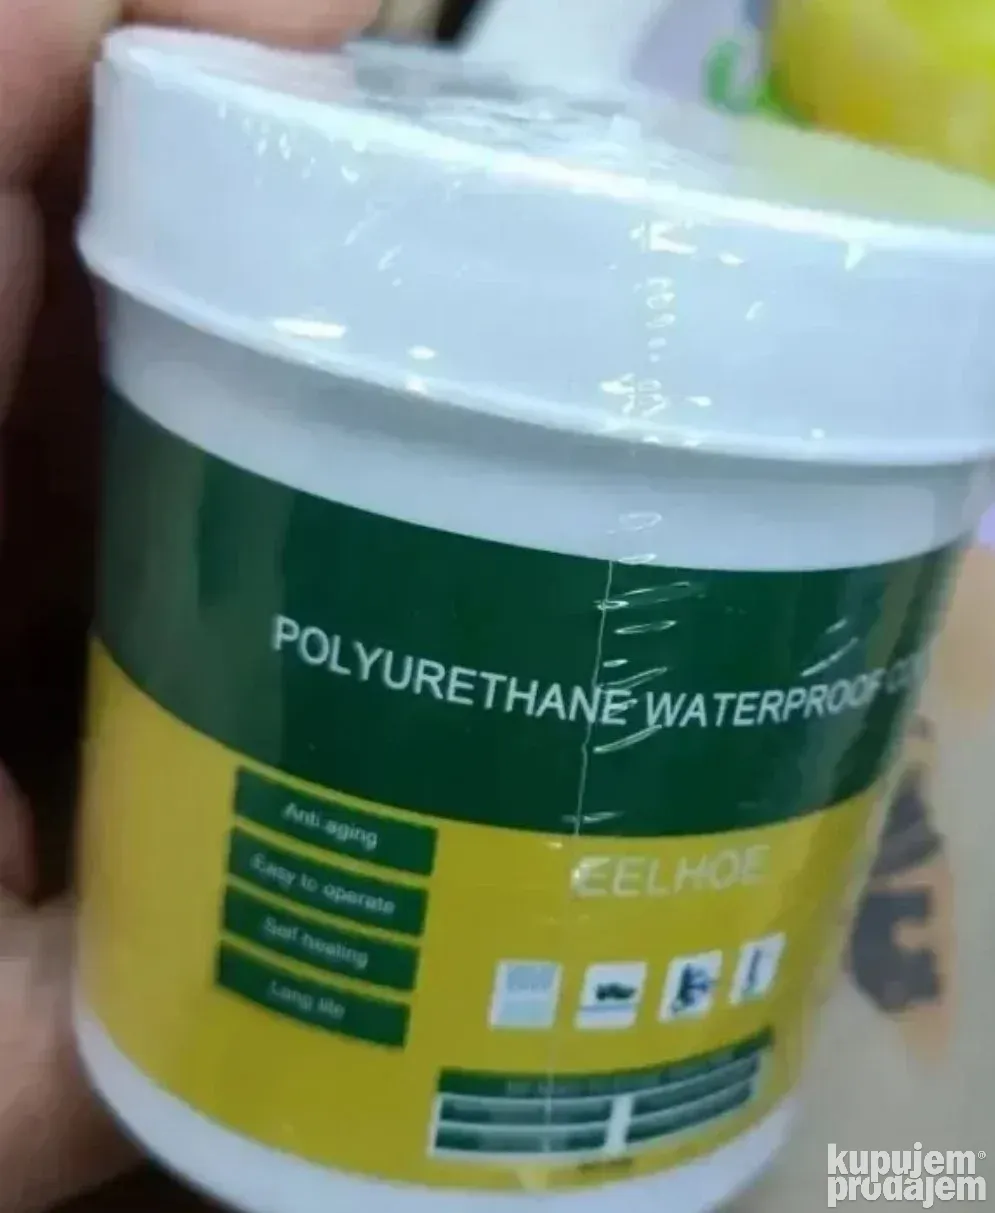 POLYURETHANE WATERPROOF
EELHOE
Anti aging
Easy to operate
Self healing
Long life
kupujem®
prodajem